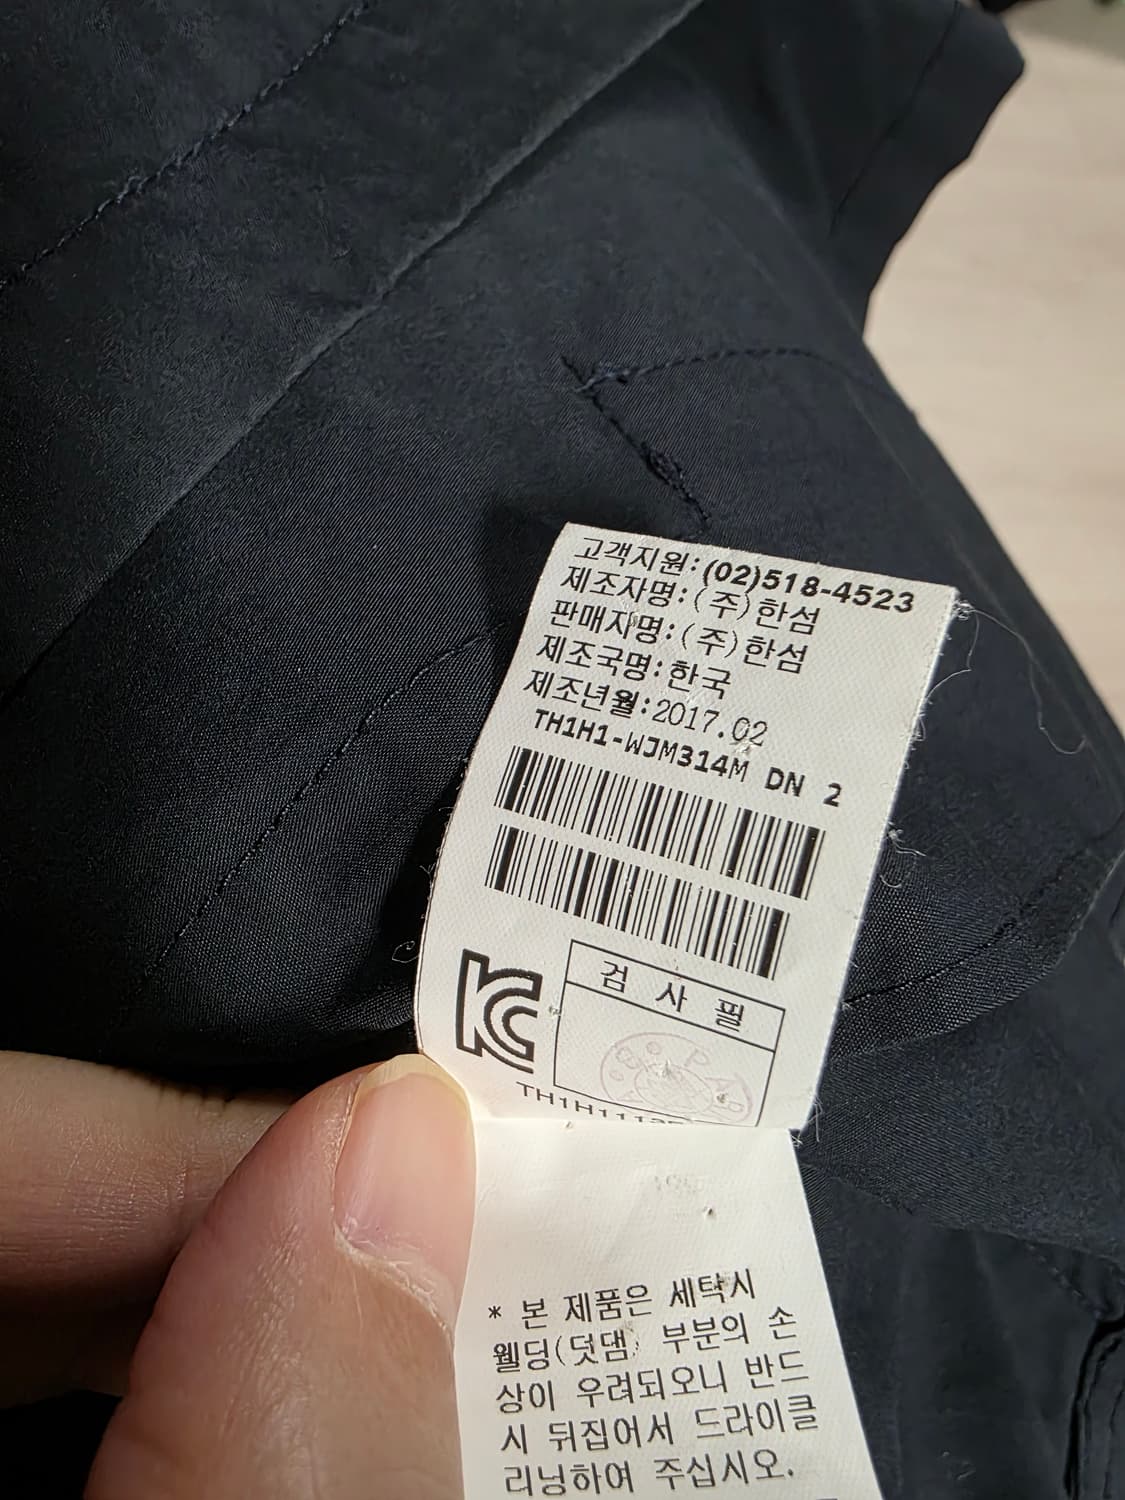 고객지원:(02)518-4523
제조자명:(주)한섬
판매자명:(주)한섬
제조국명:한국
제조년월:2017.02
TH1H1-WJM314M DN 2
KC
검 사 필
* 본 제품은 세탁시
웰딩(덧댐) 부분의 손
상이 우려되오니 반드
시 뒤집어서 드라이클
리닝하여 주십시오.